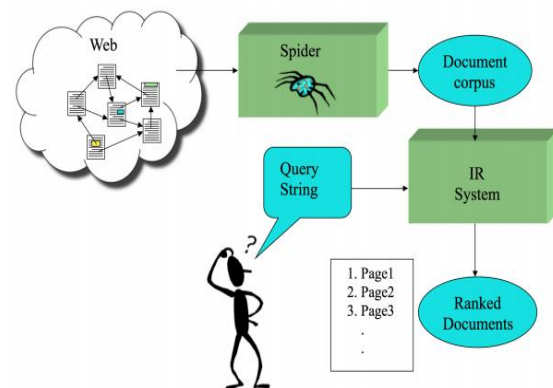 Web
Spider
Document
corpus
Query
String
IR
System
?
1. Page1
2. Page2
3. Page3
.
.
Ranked
Documents